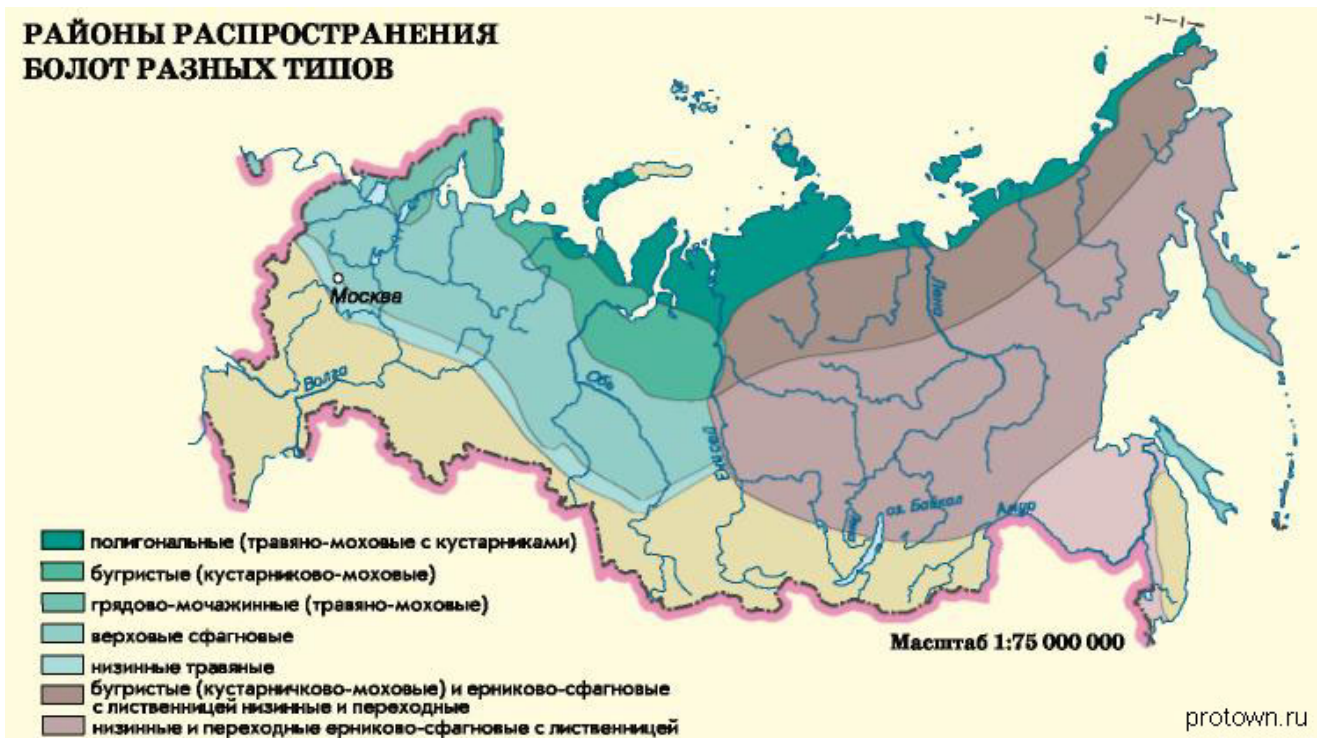 РАЙОНЫ РАСПРОСТРАНЕНИЯ
БОЛОТ РАЗНЫХ ТИПОВ
Москва
Волга
Обь
Енисей
Лена
Лена
оз. Байкал
Амур
полигональные (травяно-моховые с кустарниками)
бугристые (кустарниково-моховые)
грядово-мочажинные (травяно-моховые)
верховые сфагновые
низинные травяные
бугристые (кустарничково-моховые) и ерниково-сфагновые
с лиственницей низинные и переходные
низинные и переходные ерниково-сфагновые с лиственницей
Масштаб 1:75 000 000
protown.ru